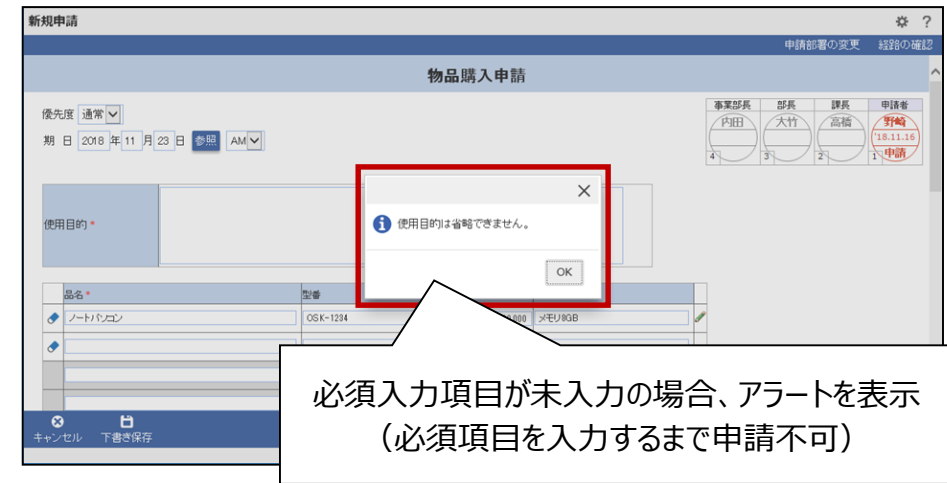 新規申請
?
申請部署の変更 経路の確認
物品購入申請
優先度 通常
期 日 2018 年 11 月 23 日 参照 AM
事業部長 部長 課長 申請者
内田 大竹 高橋 野崎
'18.11.16
申請
4 3 2 1
使用目的 *
使用目的は省略できません。
OK
品名 * 型番
ノートパソコン OSK-1234 メモリ8GB
必須入力項目が未入力の場合、アラートを表示
（必須項目を入力するまで申請不可）
キャンセル 下書き保存